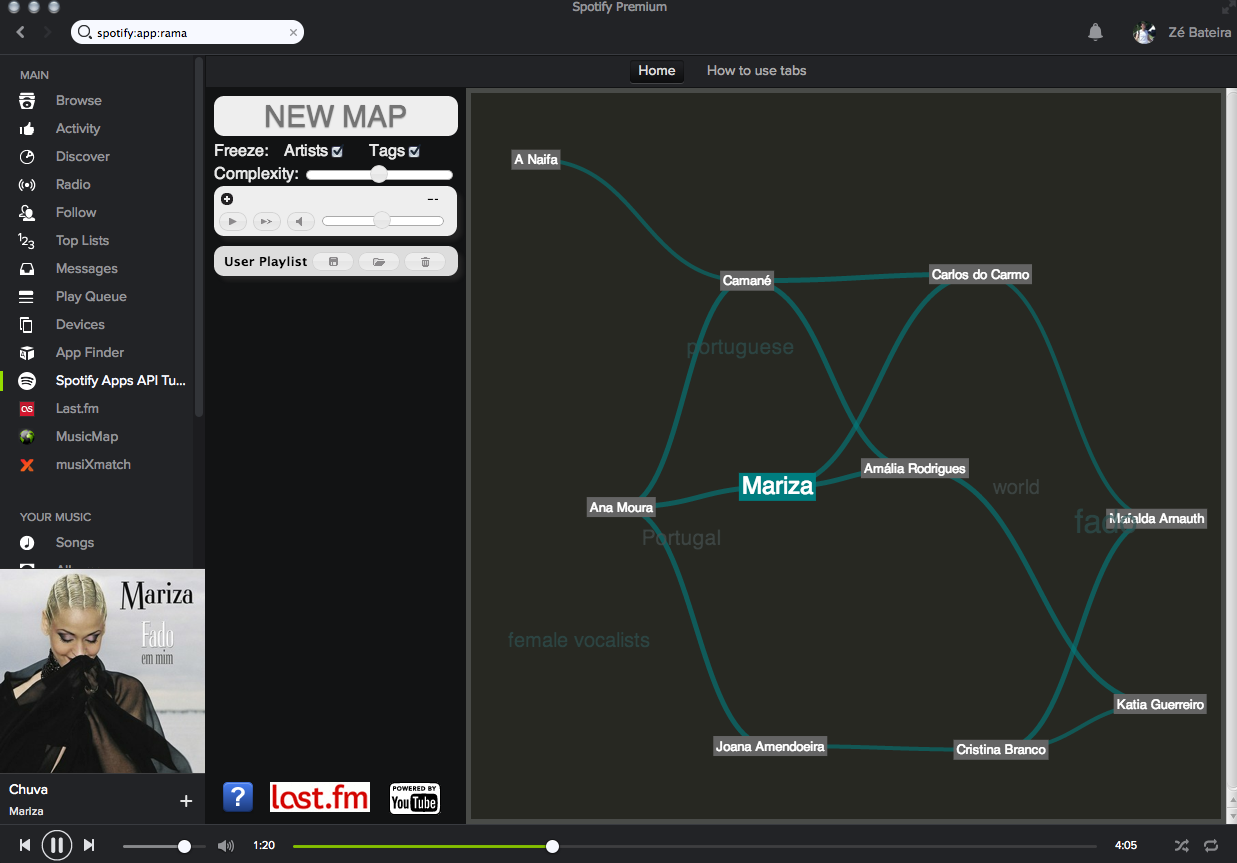 Spotify Premium
spotify:app:rama
Zé Bateira
MAIN
Browse
Activity
Discover
Radio
Follow
Top Lists
Messages
Play Queue
Devices
App Finder
Spotify Apps API Tu...
Last.fm
MusicMap
musiXmatch
YOUR MUSIC
Songs
Mariza
Fado
em mim
Chuva
Mariza
Home
How to use tabs
NEW MAP
Freeze: Artists Tags
Complexity:
--
User Playlist
?
last.fm
POWERED BY
YouTube
A Naifa
Camané
Carlos do Carmo
portuguese
Amália Rodrigues
Mariza
world
Ana Moura
fado
Mafalda Arnauth
Portugal
female vocalists
Katia Guerreiro
Joana Amendoeira
Cristina Branco
1:20
4:05